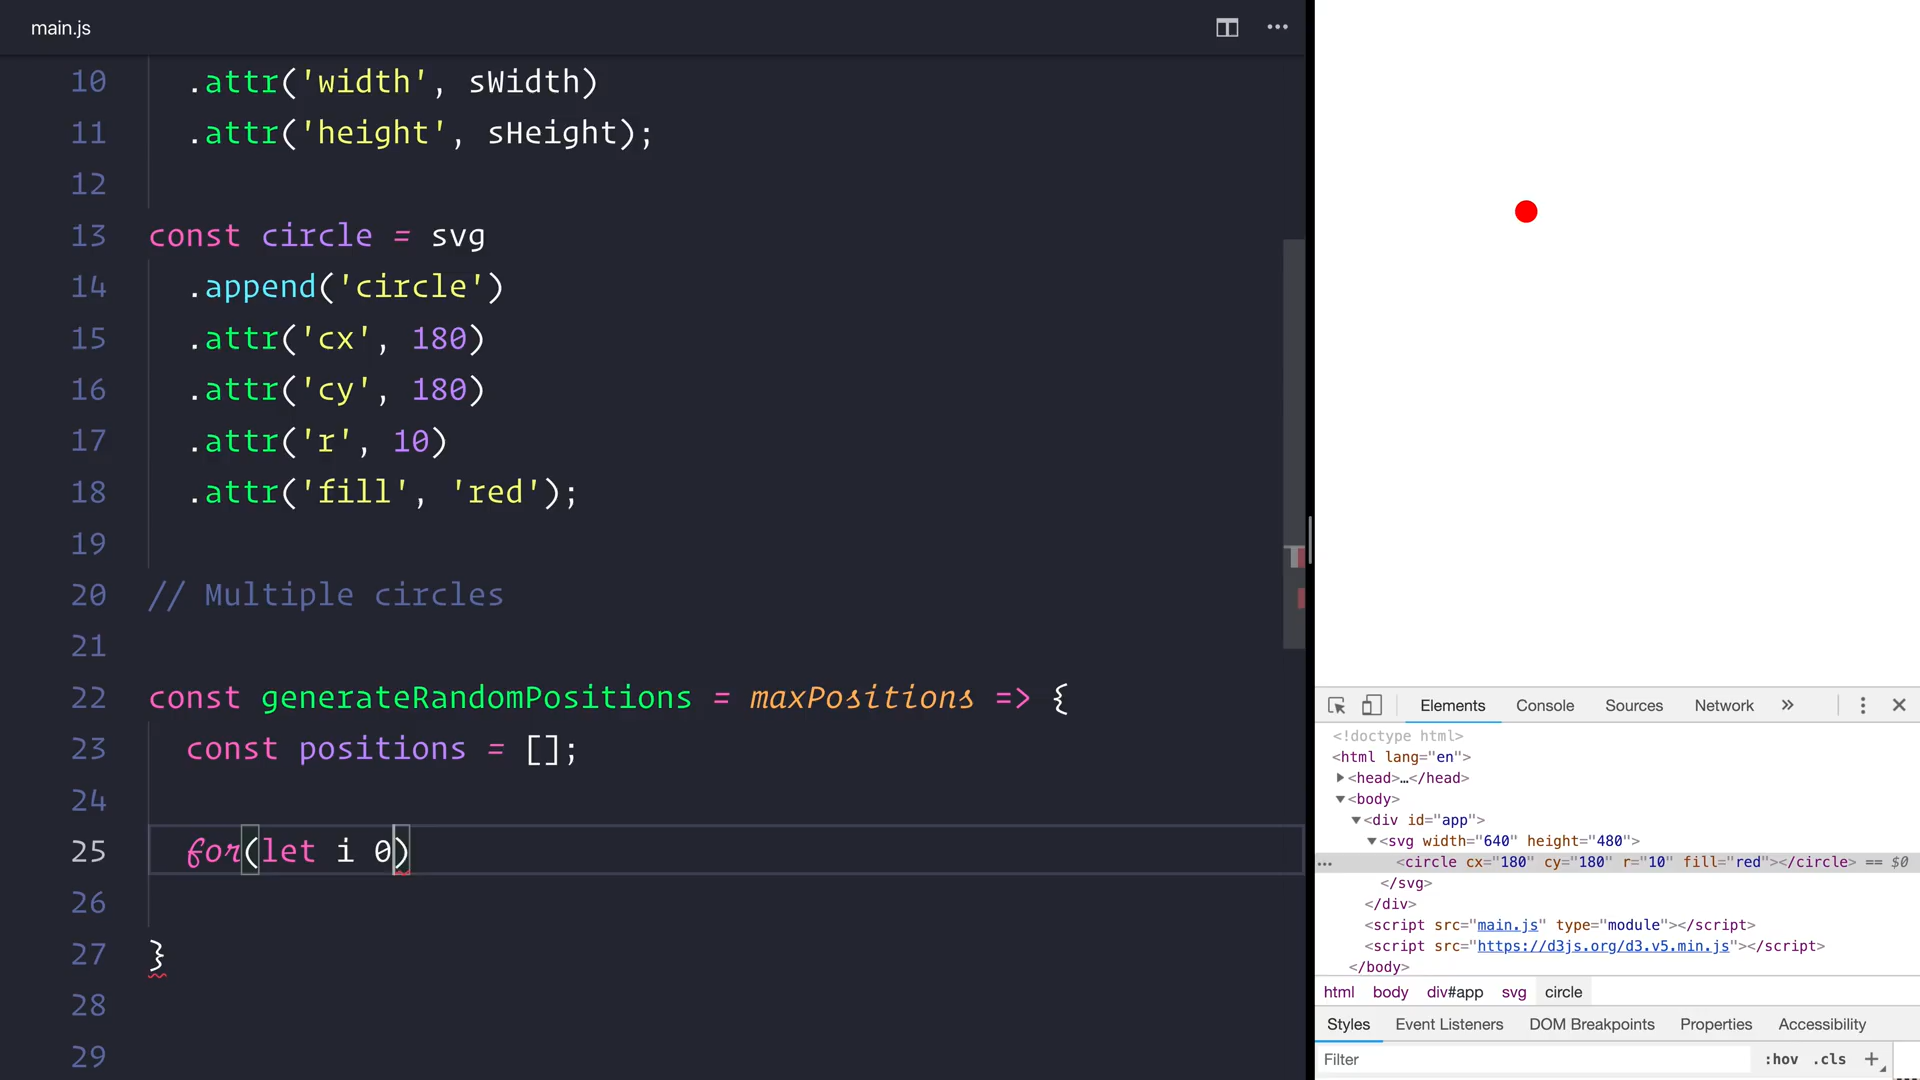 main.js
10 .attr('width', sWidth)
11 .attr('height', sHeight);
12
13 const circle = svg
14 .append('circle')
15 .attr('cx', 180)
16 .attr('cy', 180)
17 .attr('r', 10)
18 .attr('fill', 'red');
19
20 // Multiple circles
21
22 const generateRandomPositions = maxPositions => {
23 const positions = [];
24
25 for(let i 0)
26
27 }
28
29
Elements Console Sources Network »
<!doctype html>
<html lang="en">
<head>…</head>
<body>
<div id="app">
<svg width="640" height="480">
<circle cx="180" cy="180" r="10" fill="red"></circle> == $0
</svg>
</div>
<script src="main.js" type="module"></script>
<script src="https://d3js.org/d3.v5.min.js"></script>
</body>
html body div#app svg circle
Styles Event Listeners DOM Breakpoints Properties Accessibility
Filter :hov .cls +